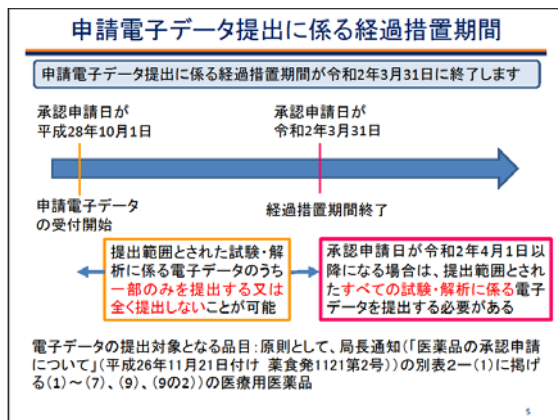 申請電子データ提出に係る経過措置期間
申請電子データ提出に係る経過措置期間が令和2年3月31日に終了します
承認申請日が
平成28年10月1日
承認申請日が
令和2年3月31日
申請電子データ
の受付開始
経過措置期間終了
提出範囲とされた試験・解
析に係る電子データのうち
一部のみを提出する又は
全く提出しないことが可能
承認申請日が令和2年4月1日以
降になる場合は、提出範囲とされ
たすべての試験・解析に係る電子
データを提出する必要がある
電子データの提出対象となる品目：原則として、局長通知（「医薬品の承認申請
について」（平成26年11月21日付け 薬食発1121第2号））の別表2－(1)に掲げ
る(1)～(7)、(9)、(9の2)）の医療用医薬品
5